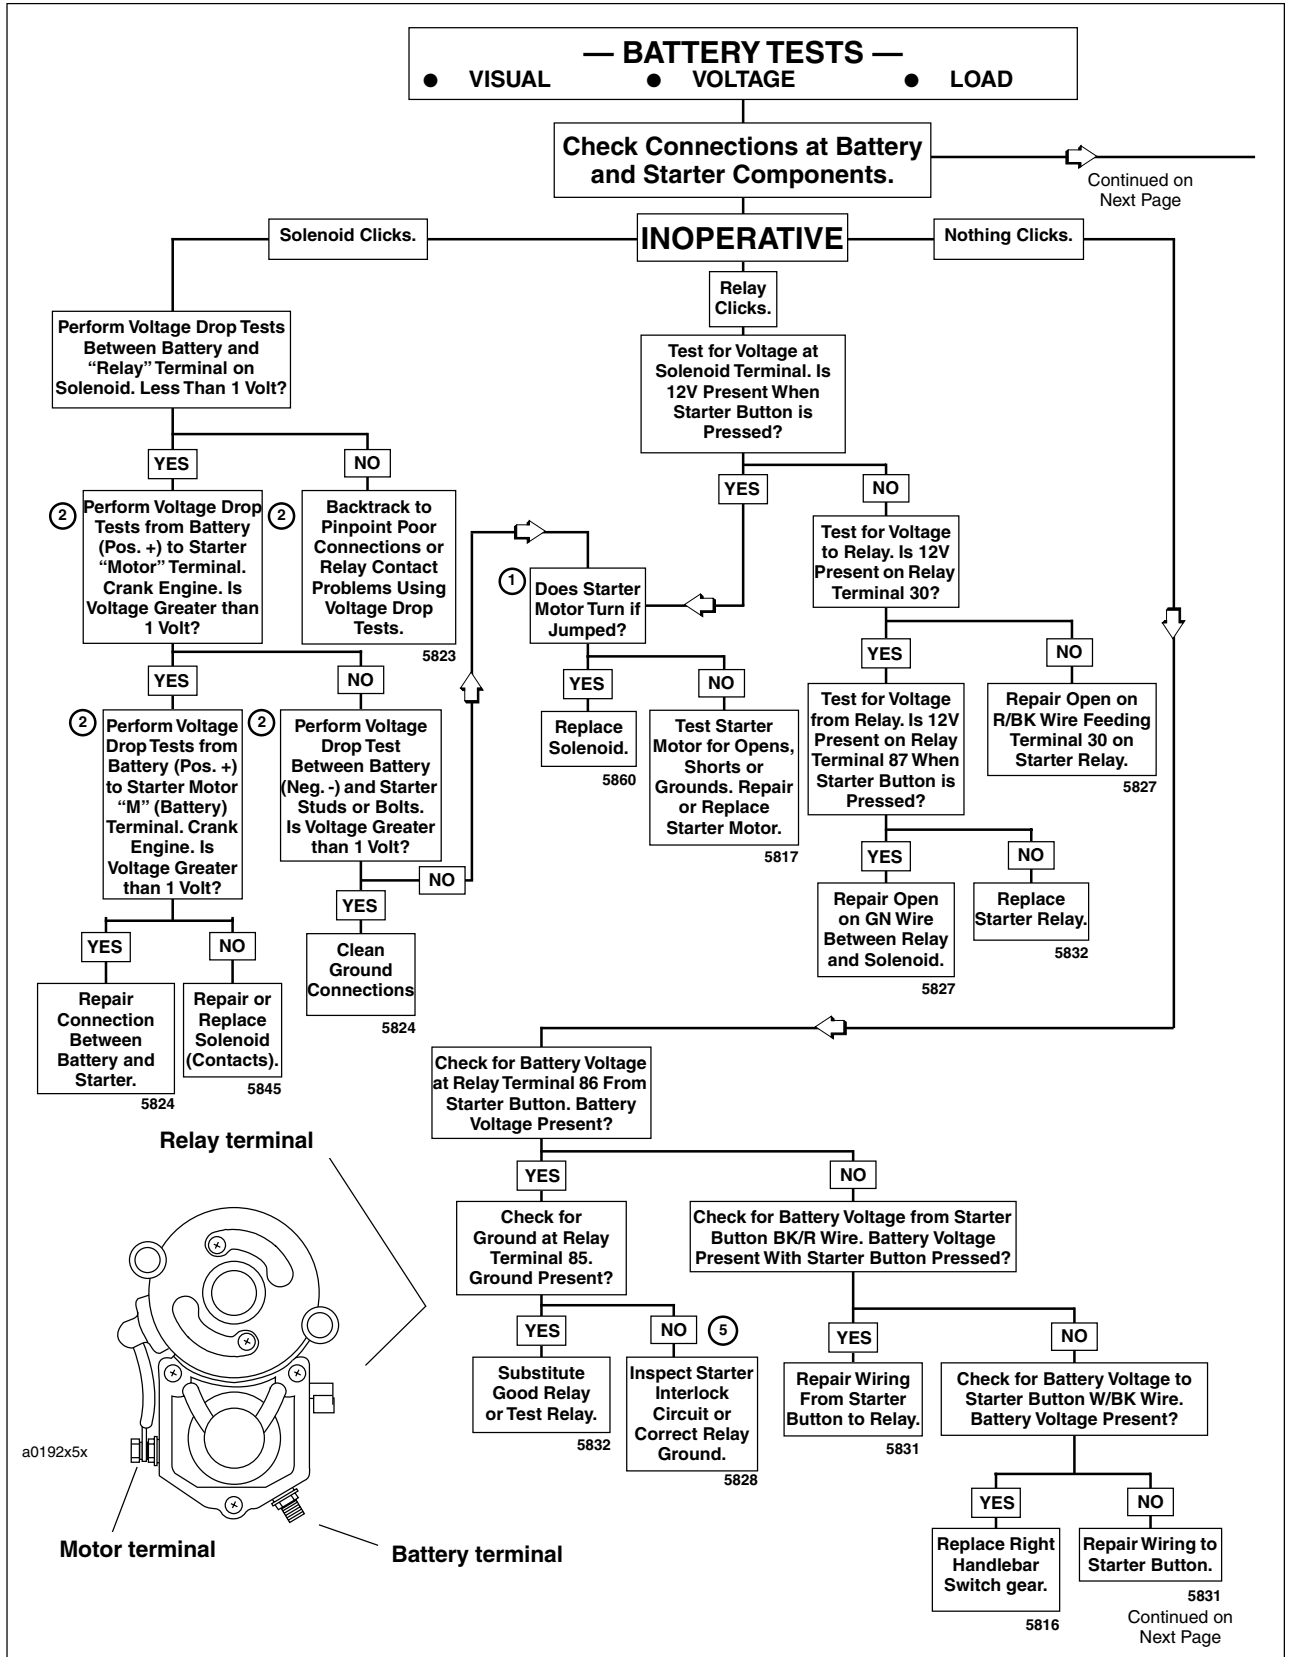 — BATTERY TESTS —
● VISUAL ● VOLTAGE ● LOAD
Check Connections at Battery
and Starter Components.
Continued on
Next Page
Solenoid Clicks.
INOPERATIVE
Nothing Clicks.
Relay
Clicks.
Perform Voltage Drop Tests
Between Battery and
“Relay” Terminal on
Solenoid. Less Than 1 Volt?
Test for Voltage at
Solenoid Terminal. Is
12V Present When
Starter Button is
Pressed?
YES
NO
YES
NO
2
Perform Voltage Drop
Tests from Battery
(Pos. +) to Starter
“Motor” Terminal.
Crank Engine. Is
Voltage Greater than
1 Volt?
2
Backtrack to
Pinpoint Poor
Connections or
Relay Contact
Problems Using
Voltage Drop
Tests.
5823
1
Does Starter
Motor Turn if
Jumped?
Test for Voltage
to Relay. Is 12V
Present on Relay
Terminal 30?
YES
NO
YES
NO
YES
NO
2
Perform Voltage
Drop Tests from
Battery (Pos. +)
to Starter Motor
“M” (Battery)
Terminal. Crank
Engine. Is
Voltage Greater
than 1 Volt?
2
Perform Voltage
Drop Test
Between Battery
(Neg. -) and Starter
Studs or Bolts.
Is Voltage Greater
than 1 Volt?
Replace
Solenoid.
5860
Test Starter
Motor for Opens,
Shorts or
Grounds. Repair
or Replace
Starter Motor.
5817
Test for Voltage
from Relay. Is 12V
Present on Relay
Terminal 87 When
Starter Button is
Pressed?
Repair Open on
R/BK Wire Feeding
Terminal 30 on
Starter Relay.
5827
NO
YES
YES
NO
YES
NO
Repair
Connection
Between
Battery and
Starter.
5824
Repair or
Replace
Solenoid
(Contacts).
5845
Clean
Ground
Connections
5824
Repair Open
on GN Wire
Between Relay
and Solenoid.
5827
Replace
Starter Relay.
5832
Check for Battery Voltage
at Relay Terminal 86 From
Starter Button. Battery
Voltage Present?
YES
NO
Check for
Ground at Relay
Terminal 85.
Ground Present?
Check for Battery Voltage from Starter
Button BK/R Wire. Battery Voltage
Present With Starter Button Pressed?
YES
NO
5
YES
NO
Substitute
Good Relay
or Test Relay.
5832
Inspect Starter
Interlock
Circuit or
Correct Relay
Ground.
5828
Repair Wiring
From Starter
Button to Relay.
5831
Check for Battery Voltage to
Starter Button W/BK Wire.
Battery Voltage Present?
YES
NO
Replace Right
Handlebar
Switch gear.
5816
Repair Wiring to
Starter Button.
5831
Continued on
Next Page
Relay terminal
a0192x5x
Motor terminal
Battery terminal